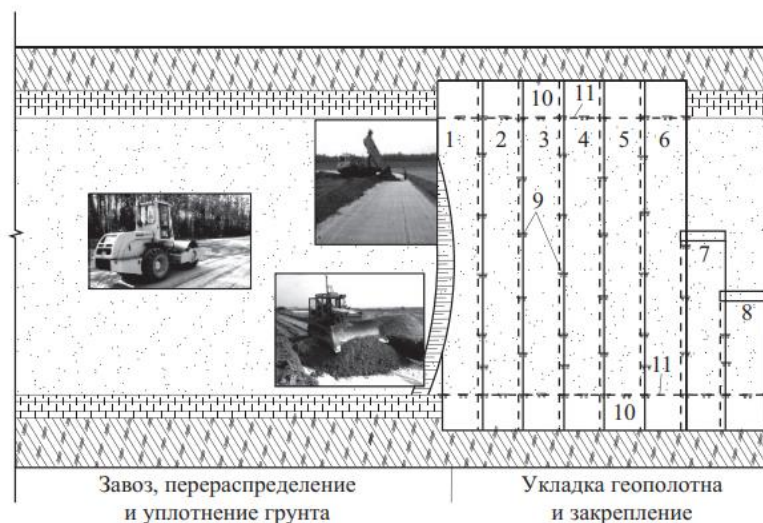 10 11
1 2 3 4 5 6
9
7
8
11
10
Завоз, перераспределение
и уплотнение грунта
Укладка геополотна
и закрепление